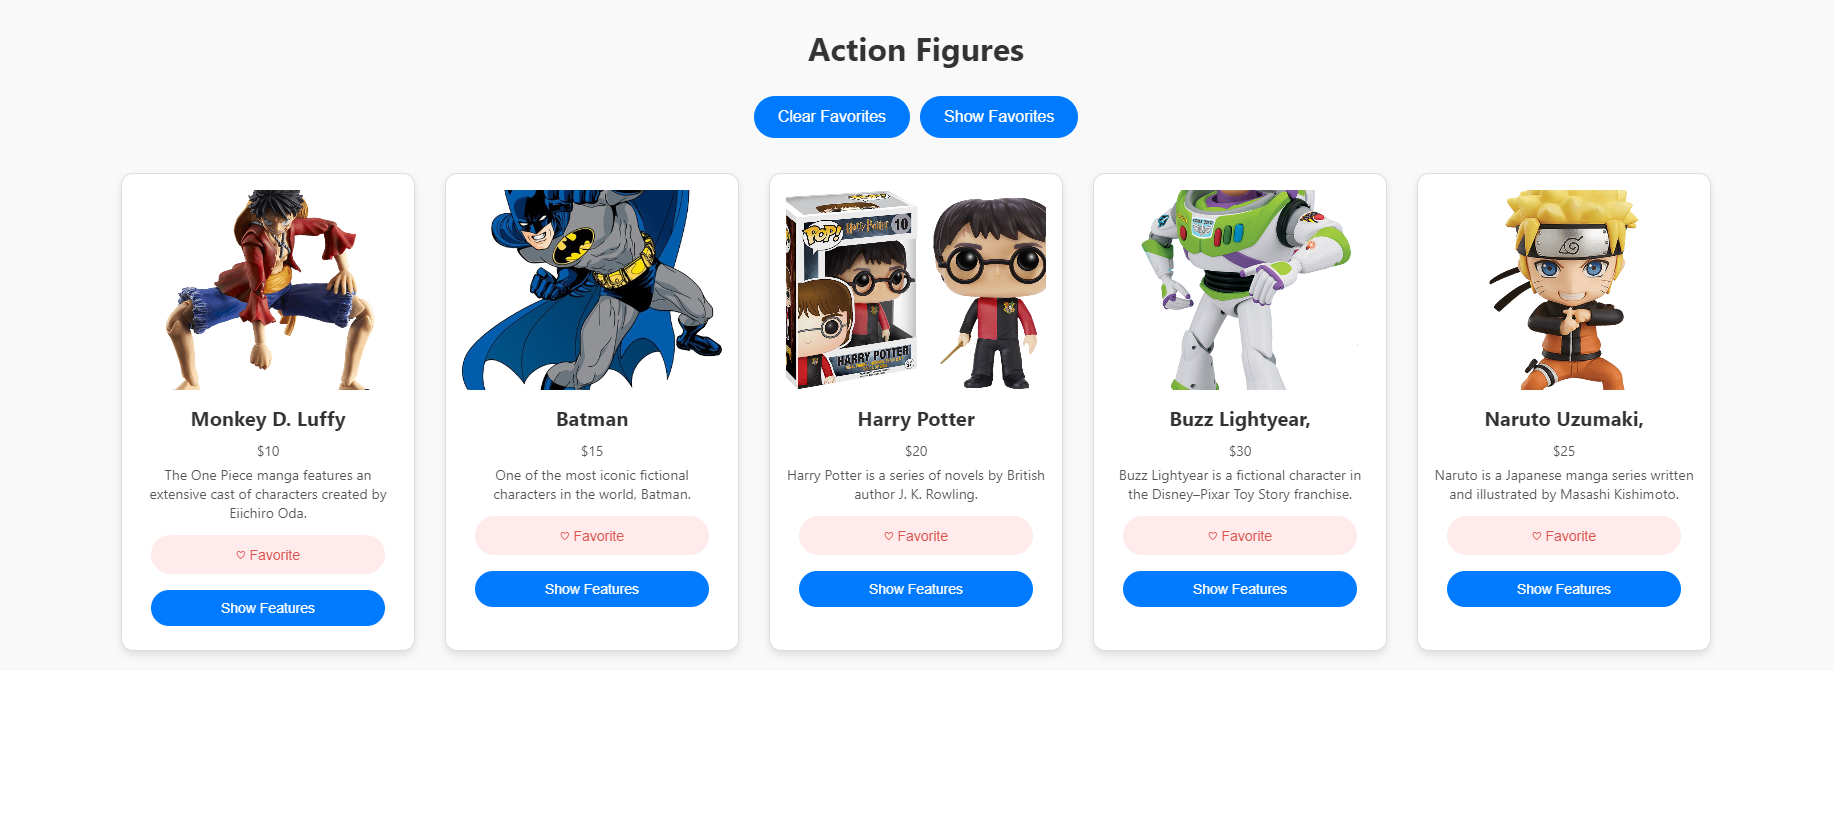 Action Figures
Clear Favorites
Show Favorites
POP!
Harry Potter
10
HARRY POTTER
Monkey D. Luffy
$10
The One Piece manga features an
extensive cast of characters created by
Eiichiro Oda.
♡ Favorite
Show Features
Batman
$15
One of the most iconic fictional
characters in the world, Batman.
♡ Favorite
Show Features
Harry Potter
$20
Harry Potter is a series of novels by British
author J. K. Rowling.
♡ Favorite
Show Features
Buzz Lightyear,
$30
Buzz Lightyear is a fictional character in
the Disney–Pixar Toy Story franchise.
♡ Favorite
Show Features
Naruto Uzumaki,
$25
Naruto is a Japanese manga series written
and illustrated by Masashi Kishimoto.
♡ Favorite
Show Features